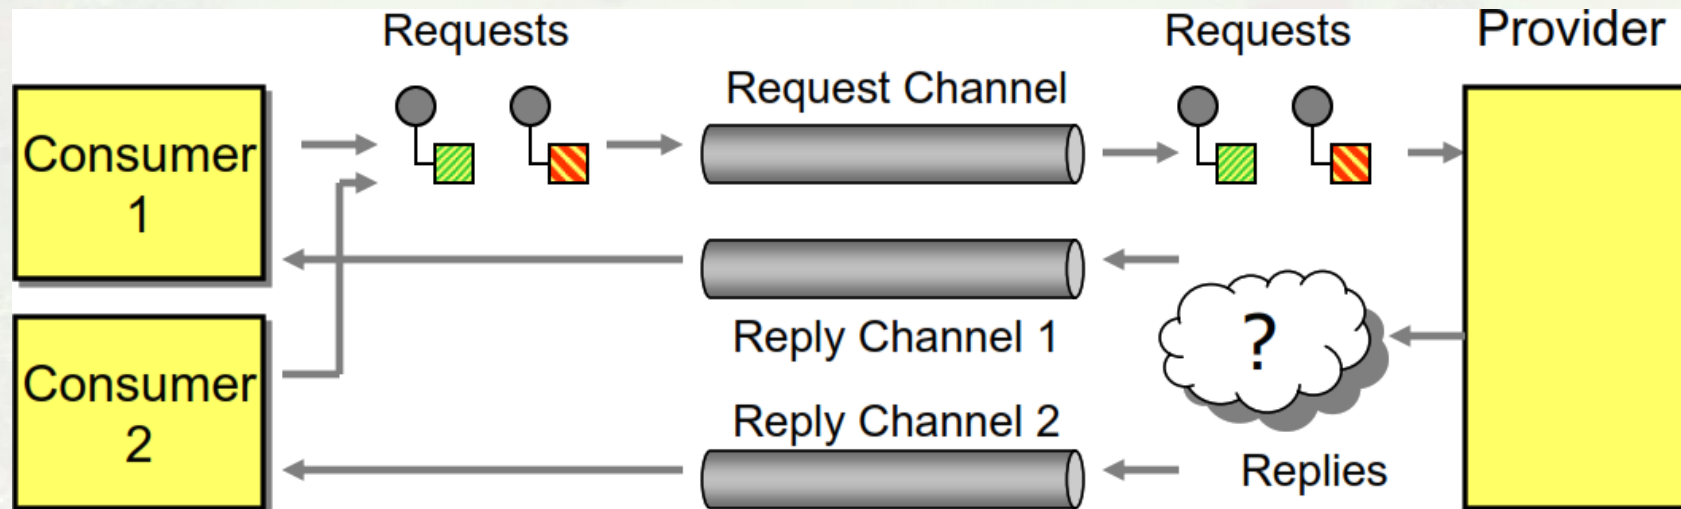 Requests
Requests
Provider
Request Channel
Consumer
1
Reply Channel 1
?
Consumer
2
Reply Channel 2
Replies